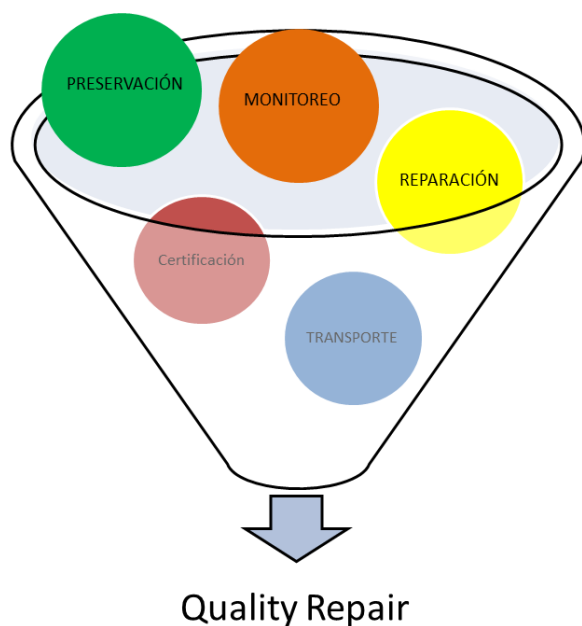 PRESERVACIÓN
MONITOREO
REPARACIÓN
Certificación
TRANSPORTE
Quality Repair